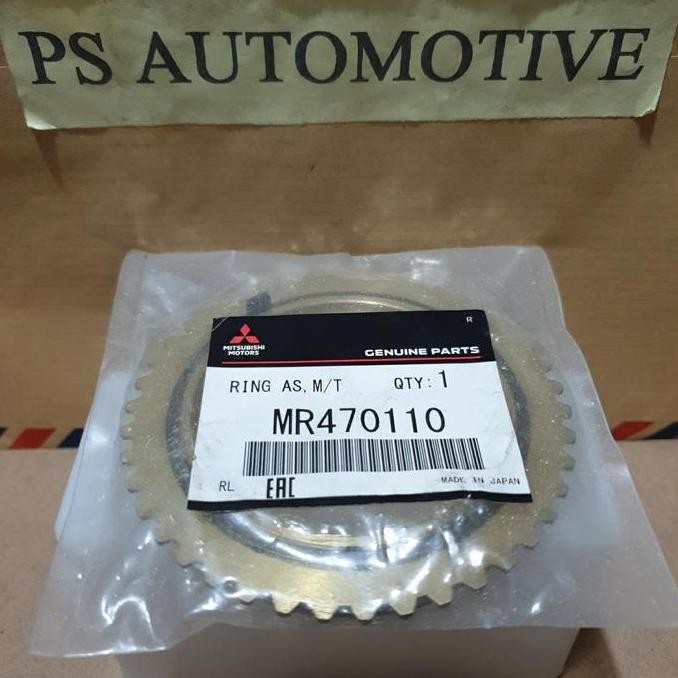 PS AUTOMOTIVE
R
MITSUBISHI
MOTORS
GENUINE PARTS
RING AS, M/T QTY: 1
MR470110
RL EAC MADE IN JAPAN